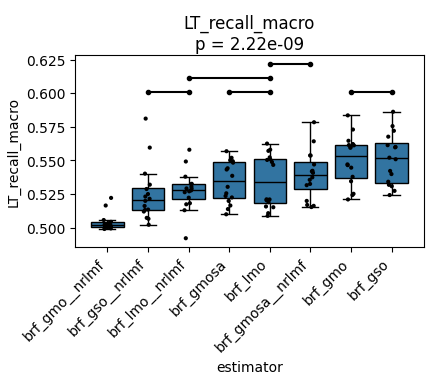 LT_recall_macro
p = 2.22e-09
LT_recall_macro
0.625
0.600
0.575
0.550
0.525
0.500
brf_gmo__nrlmf
brf_gso__nrlmf
brf_lmo__nrlmf
brf_gmosa
brf_lmo
brf_gmosa__nrlmf
brf_gmo
brf_gso
estimator